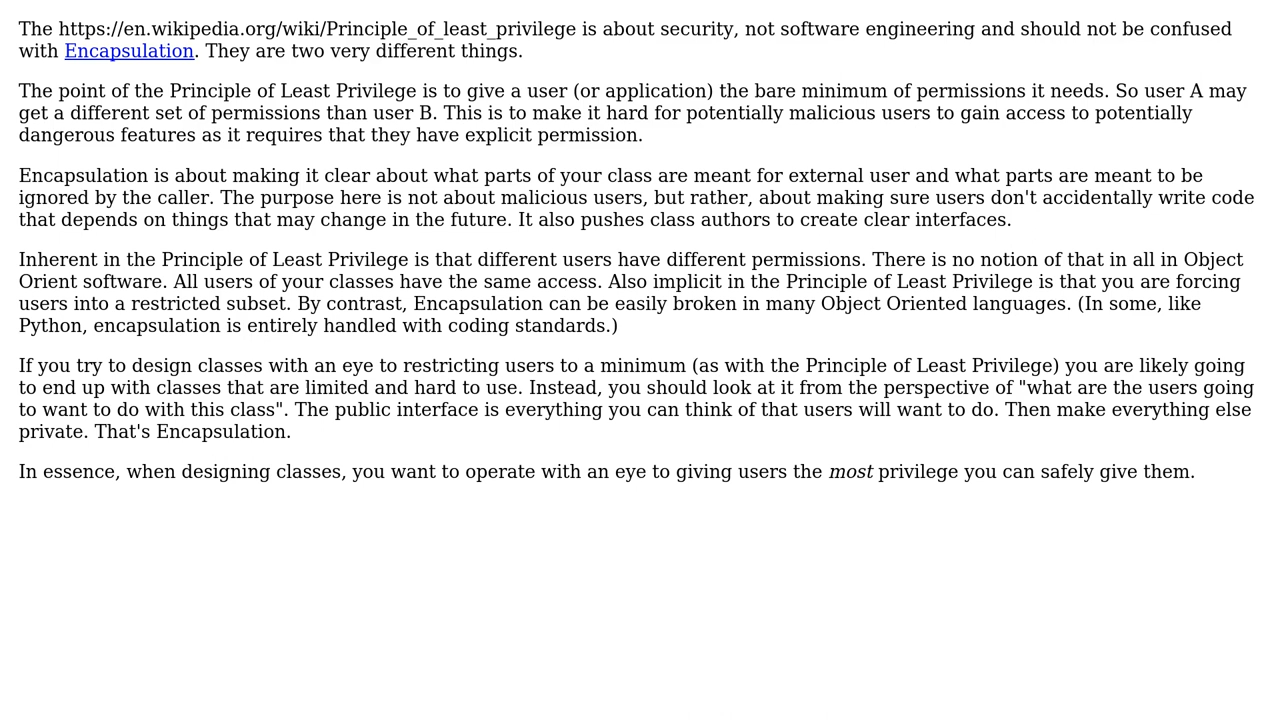 The https://en.wikipedia.org/wiki/Principle_of_least_privilege is about security, not software engineering and should not be confused
with Encapsulation. They are two very different things.
The point of the Principle of Least Privilege is to give a user (or application) the bare minimum of permissions it needs. So user A may
get a different set of permissions than user B. This is to make it hard for potentially malicious users to gain access to potentially
dangerous features as it requires that they have explicit permission.
Encapsulation is about making it clear about what parts of your class are meant for external user and what parts are meant to be
ignored by the caller. The purpose here is not about malicious users, but rather, about making sure users don't accidentally write code
that depends on things that may change in the future. It also pushes class authors to create clear interfaces.
Inherent in the Principle of Least Privilege is that different users have different permissions. There is no notion of that in all in Object
Orient software. All users of your classes have the same access. Also implicit in the Principle of Least Privilege is that you are forcing
users into a restricted subset. By contrast, Encapsulation can be easily broken in many Object Oriented languages. (In some, like
Python, encapsulation is entirely handled with coding standards.)
If you try to design classes with an eye to restricting users to a minimum (as with the Principle of Least Privilege) you are likely going
to end up with classes that are limited and hard to use. Instead, you should look at it from the perspective of "what are the users going
to want to do with this class". The public interface is everything you can think of that users will want to do. Then make everything else
private. That's Encapsulation.
In essence, when designing classes, you want to operate with an eye to giving users the most privilege you can safely give them.